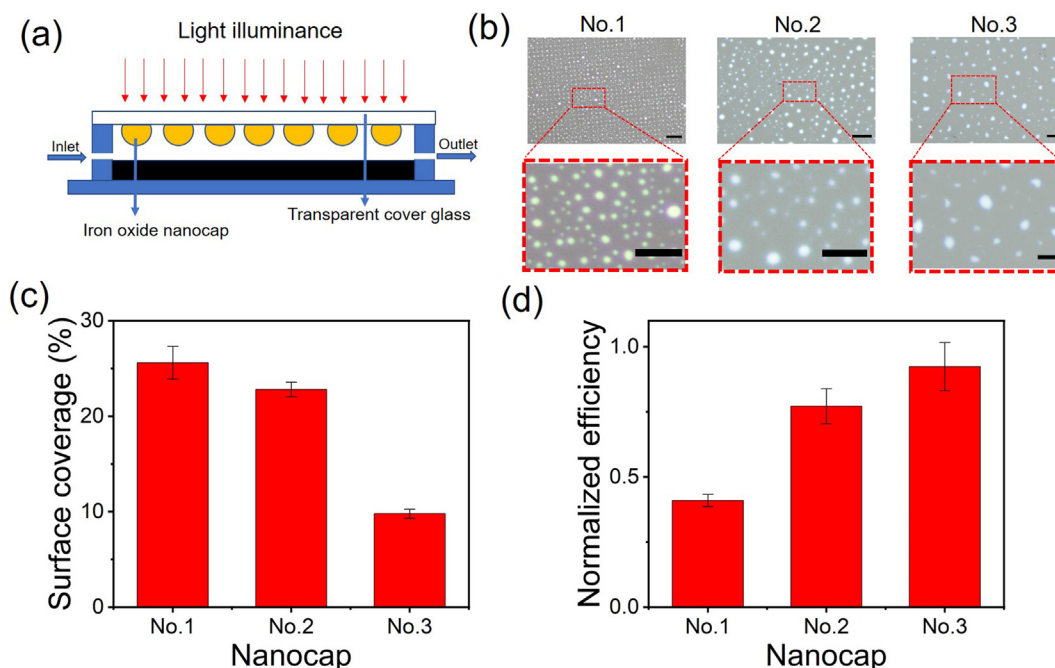 (a)
Light illuminance
Inlet
Outlet
Transparent cover glass
Iron oxide nanocap
(b)
No.1
No.2
No.3
(c)
Surface coverage (%)
30
20
10
0
No.1
No.2
No.3
Nanocap
(d)
Normalized efficiency
1.0
0.5
0.0
No.1
No.2
No.3
Nanocap